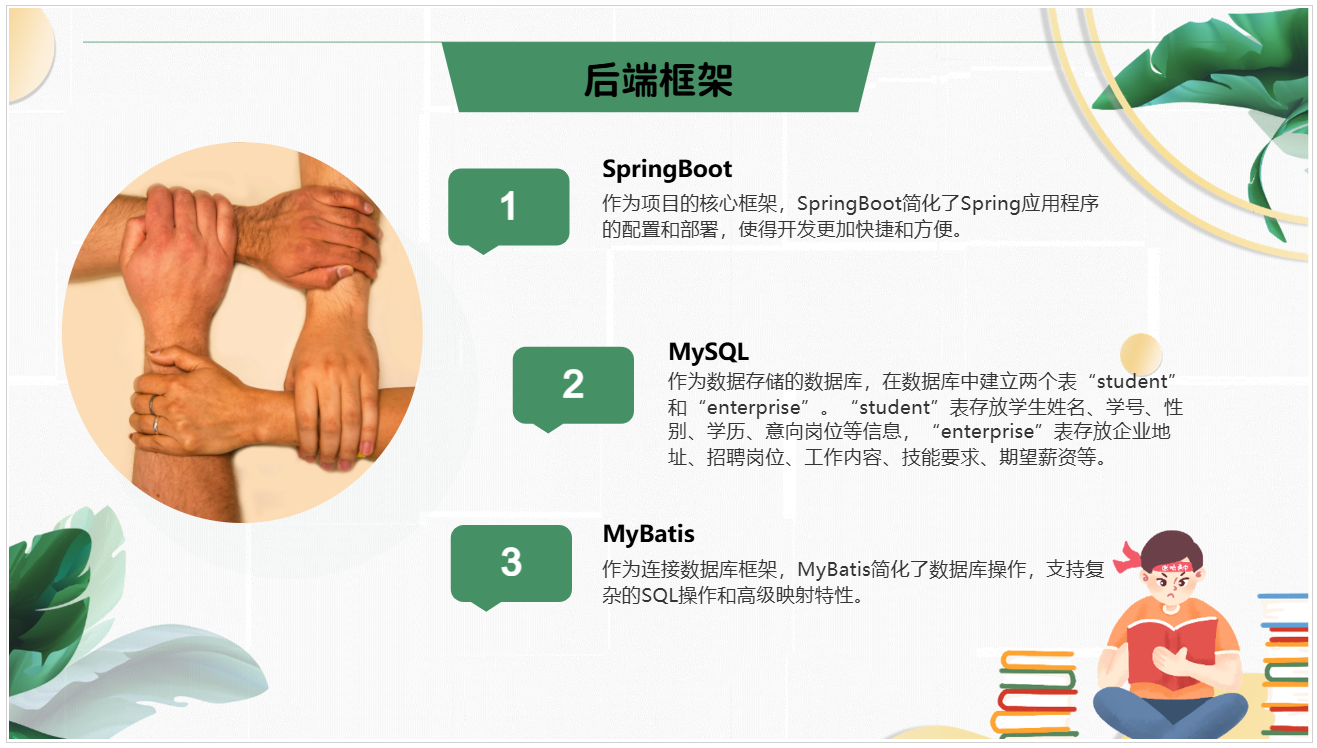 后端框架
1
SpringBoot
作为项目的核心框架，SpringBoot简化了Spring应用程序
的配置和部署，使得开发更加快捷和方便。
2
MySQL
作为数据存储的数据库，在数据库中建立两个表“student”
和“enterprise”。“student”表存放学生姓名、学号、性
别、学历、意向岗位等信息，“enterprise”表存放企业地
址、招聘岗位、工作内容、技能要求、期望薪资等。
3
MyBatis
作为连接数据库框架，MyBatis简化了数据库操作，支持复
杂的SQL操作和高级映射特性。